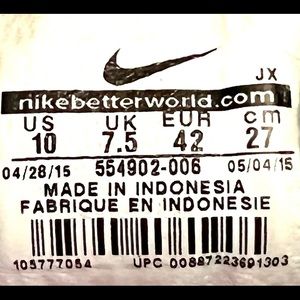 JX
nikebetterworld.com
US UK EUR cm
10 7.5 42 27
04/28/15 554902-006 05/04/15
MADE IN INDONESIA
FABRIQUE EN INDONESIE
105777054 UPC 00887223691303